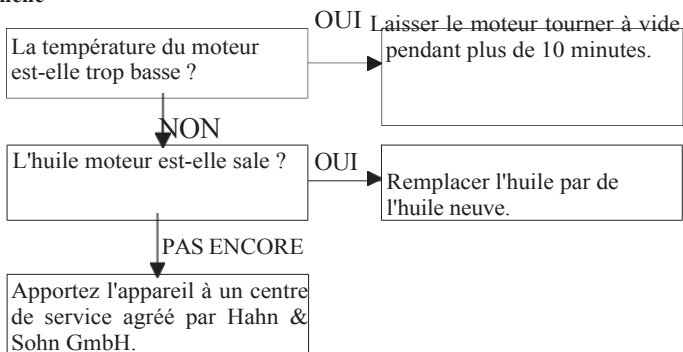 OUI Laisser le moteur tourner à vide
pendant plus de 10 minutes.
La température du moteur
est-elle trop basse ?
NON
L'huile moteur est-elle sale ?
OUI
Remplacer l'huile par de
l'huile neuve.
PAS ENCORE
Apportez l'appareil à un centre
de service agréé par Hahn &
Sohn GmbH.